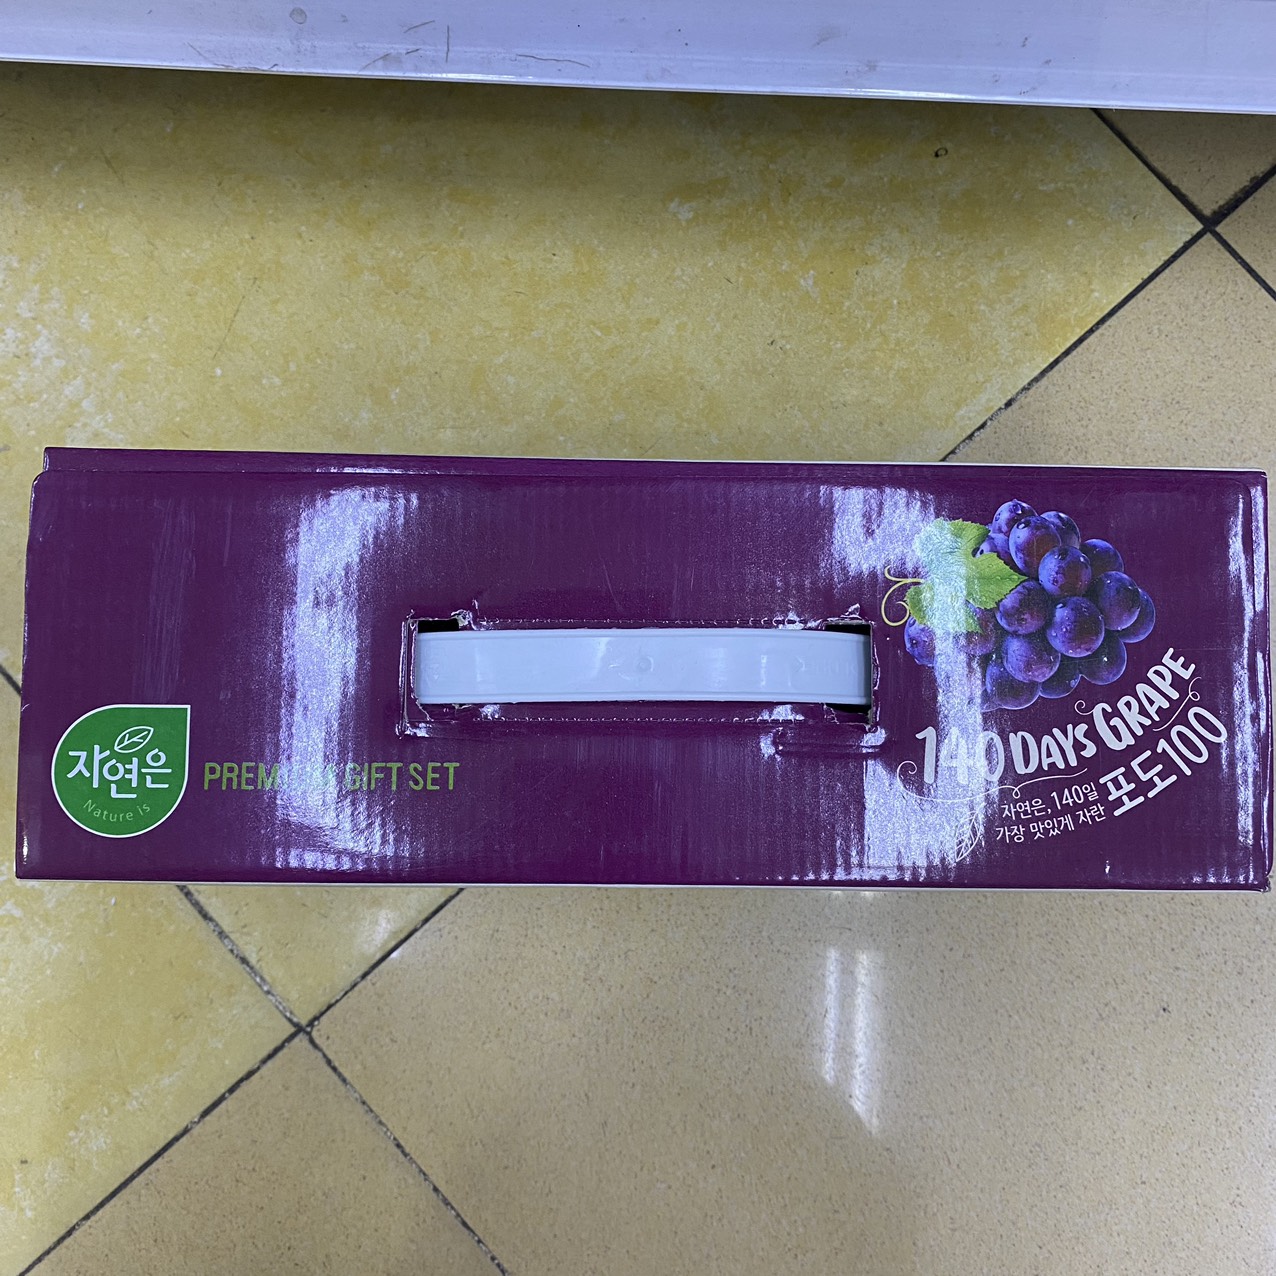 자연은
Nature is
PREMIUM GIFT SET
140 DAYS GRAPE
자연은, 140일
가장 맛있게 자란
포도100